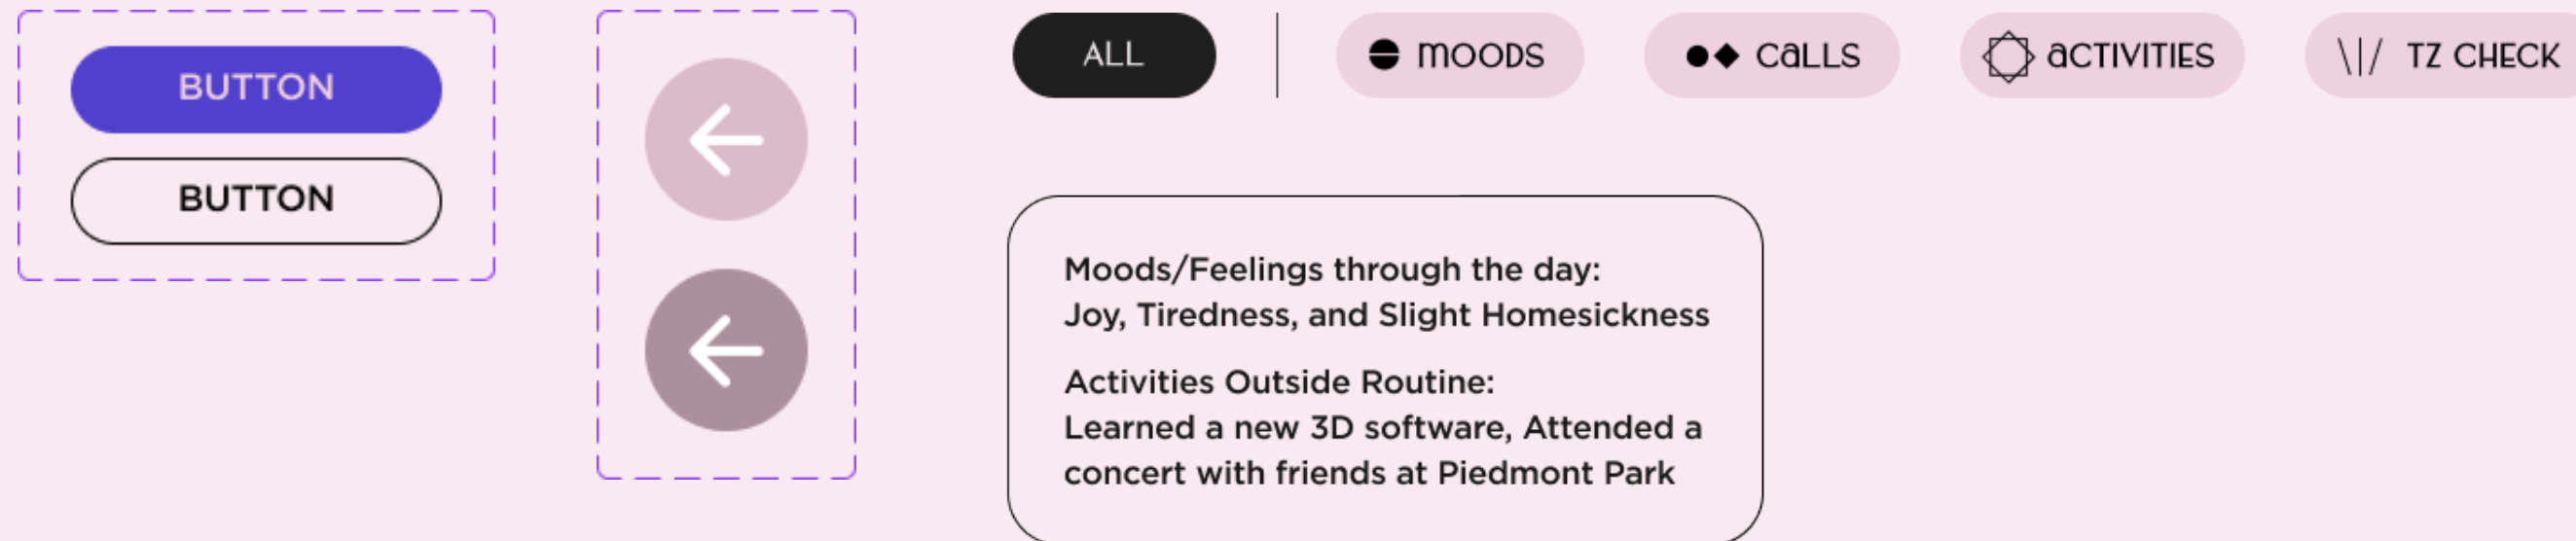 BUTTON
BUTTON
ALL
mOODS
CaLLS
aCTIVITIES
TZ CHECK
Moods/Feelings through the day:
Joy, Tiredness, and Slight Homesickness
Activities Outside Routine:
Learned a new 3D software, Attended a
concert with friends at Piedmont Park